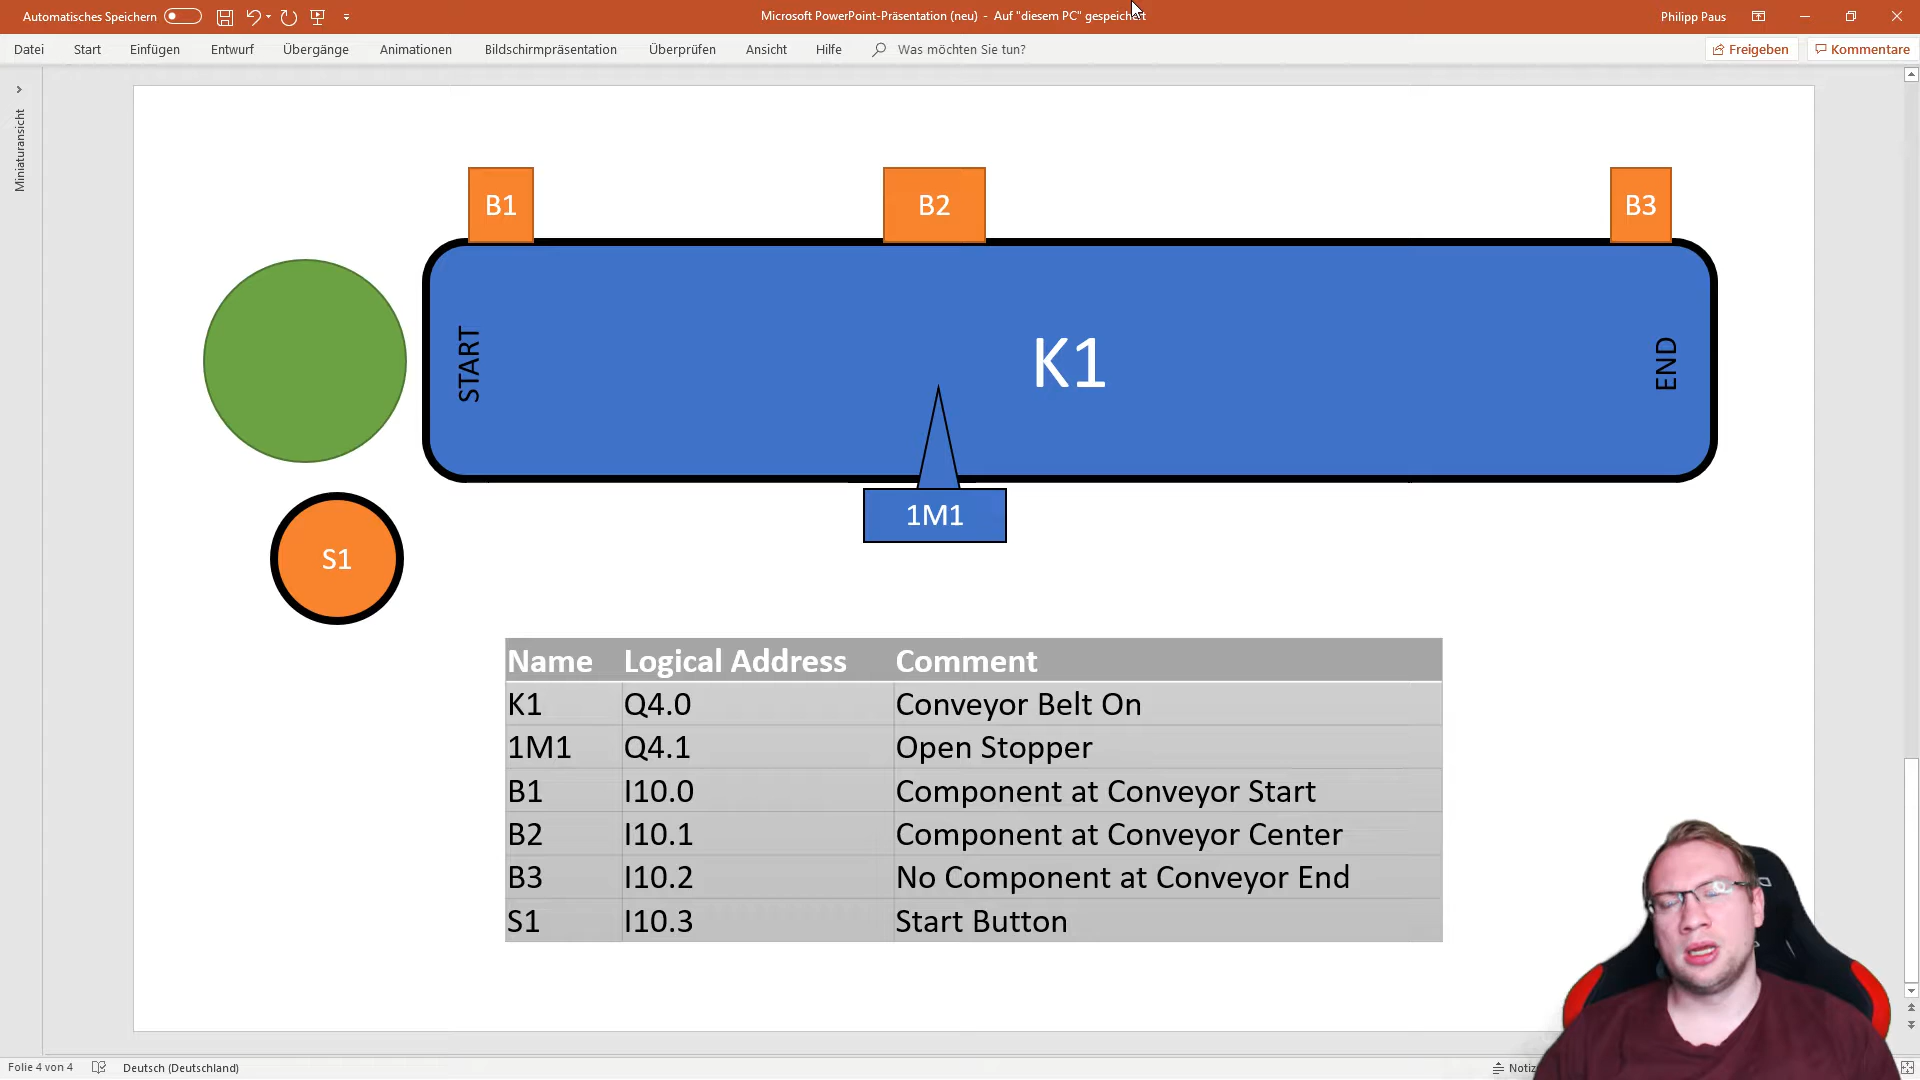 Automatisches Speichern
Microsoft PowerPoint-Präsentation (neu) - Auf "diesem PC" gespeichert
Philipp Paus
Datei Start Einfügen Entwurf Übergänge Animationen Bildschirmpräsentation Überprüfen Ansicht Hilfe Was möchten Sie tun? Freigeben Kommentare
Miniaturansicht
B1 B2 B3
START K1 END
1M1
S1
Name Logical Address Comment
K1 Q4.0 Conveyor Belt On
1M1 Q4.1 Open Stopper
B1 I10.0 Component at Conveyor Start
B2 I10.1 Component at Conveyor Center
B3 I10.2 No Component at Conveyor End
S1 I10.3 Start Button
Folie 4 von 4 Deutsch (Deutschland)